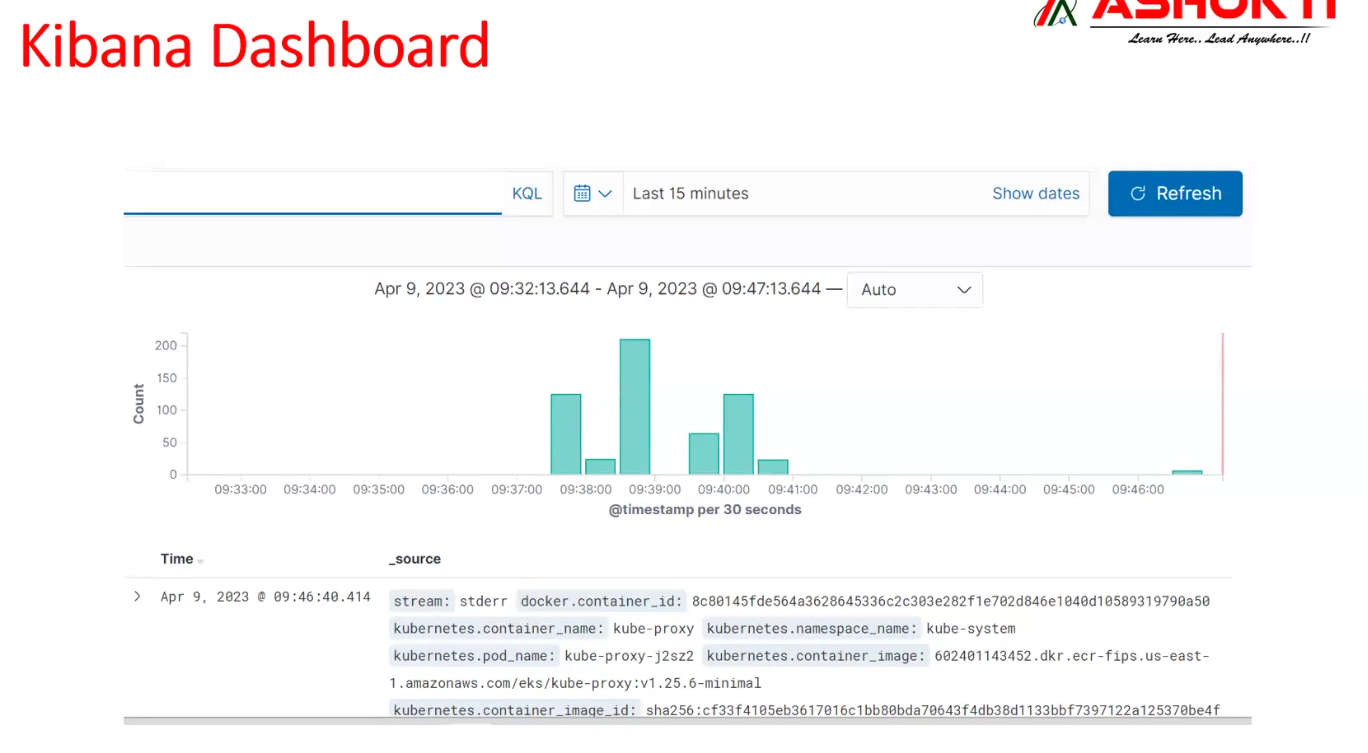 Kibana Dashboard
ASHOK IT
Learn Here.. Lead Anywhere..!!
KQL
Last 15 minutes
Show dates
Refresh
Apr 9, 2023 @ 09:32:13.644 - Apr 9, 2023 @ 09:47:13.644 —
Auto
200
150
100
50
0
Count
09:33:00 09:34:00 09:35:00 09:36:00 09:37:00 09:38:00 09:39:00 09:40:00 09:41:00 09:42:00 09:43:00 09:44:00 09:45:00 09:46:00
@timestamp per 30 seconds
Time _source
Apr 9, 2023 @ 09:46:40.414 stream: stderr docker.container_id: 8c80145fde564a3628645336c2c303e282f1e702d846e1040d10589319790a50
kubernetes.container_name: kube-proxy kubernetes.namespace_name: kube-system
kubernetes.pod_name: kube-proxy-j2sz2 kubernetes.container_image: 602401143452.dkr.ecr-fips.us-east-
1.amazonaws.com/eks/kube-proxy:v1.25.6-minimal
kubernetes.container_image_id: sha256:cf33f4105eb3617016c1bb80bda70643f4db38d1133bbf7397122a125370be4f